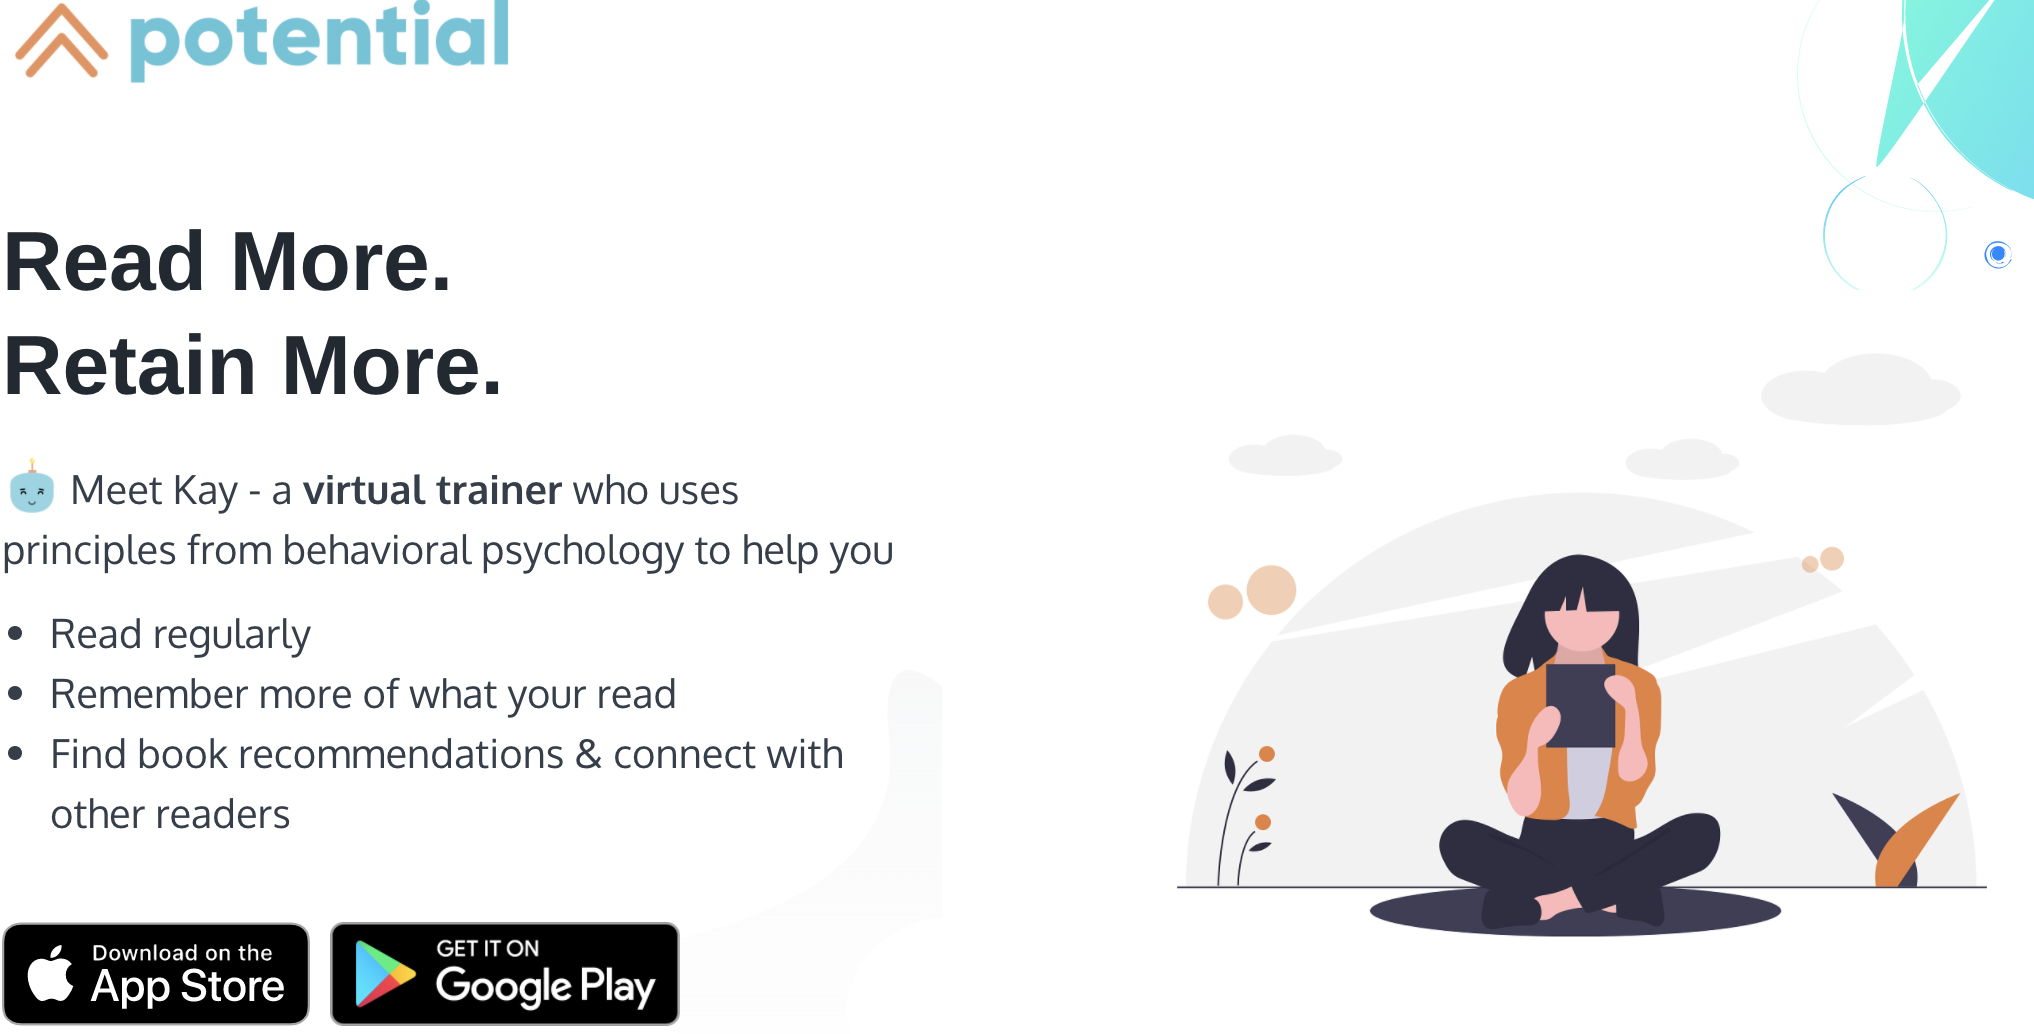 potential
Read More.
Retain More.
Meet Kay - a virtual trainer who uses
principles from behavioral psychology to help you
• Read regularly
• Remember more of what your read
• Find book recommendations & connect with
other readers
Download on the
App Store
GET IT ON
Google Play